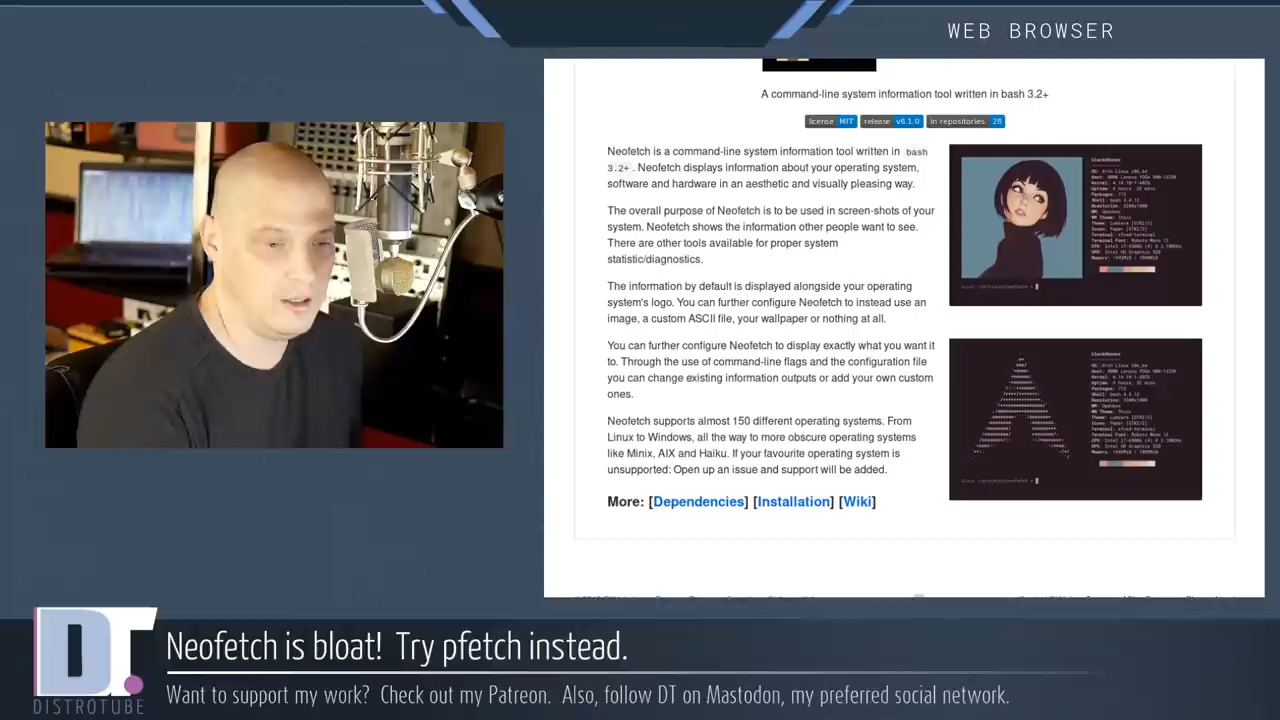 WEB BROWSER
A command-line system information tool written in bash 3.2+
license MIT release v6.1.0 in repositories 26
Neofetch is a command-line system information tool written in bash
3.2+ . Neofetch displays information about your operating system,
software and hardware in an aesthetic and visually pleasing way.
The overall purpose of Neofetch is to be used in screen-shots of your
system. Neofetch shows the information other people want to see.
There are other tools available for proper system
statistic/diagnostics.
The information by default is displayed alongside your operating
system's logo. You can further configure Neofetch to instead use an
image, a custom ASCII file, your wallpaper or nothing at all.
You can further configure Neofetch to display exactly what you want it
to. Through the use of command-line flags and the configuration file
you can change existing information outputs or add your own custom
ones.
Neofetch supports almost 150 different operating systems. From
Linux to Windows, all the way to more obscure operating systems
like Minix, AIX and Haiku. If your favourite operating system is
unsupported: Open up an issue and support will be added.
More: [Dependencies] [Installation] [Wiki]
DT
DISTROTUBE
Neofetch is bloat! Try pfetch instead.
Want to support my work? Check out my Patreon. Also, follow DT on Mastodon, my preferred social network.